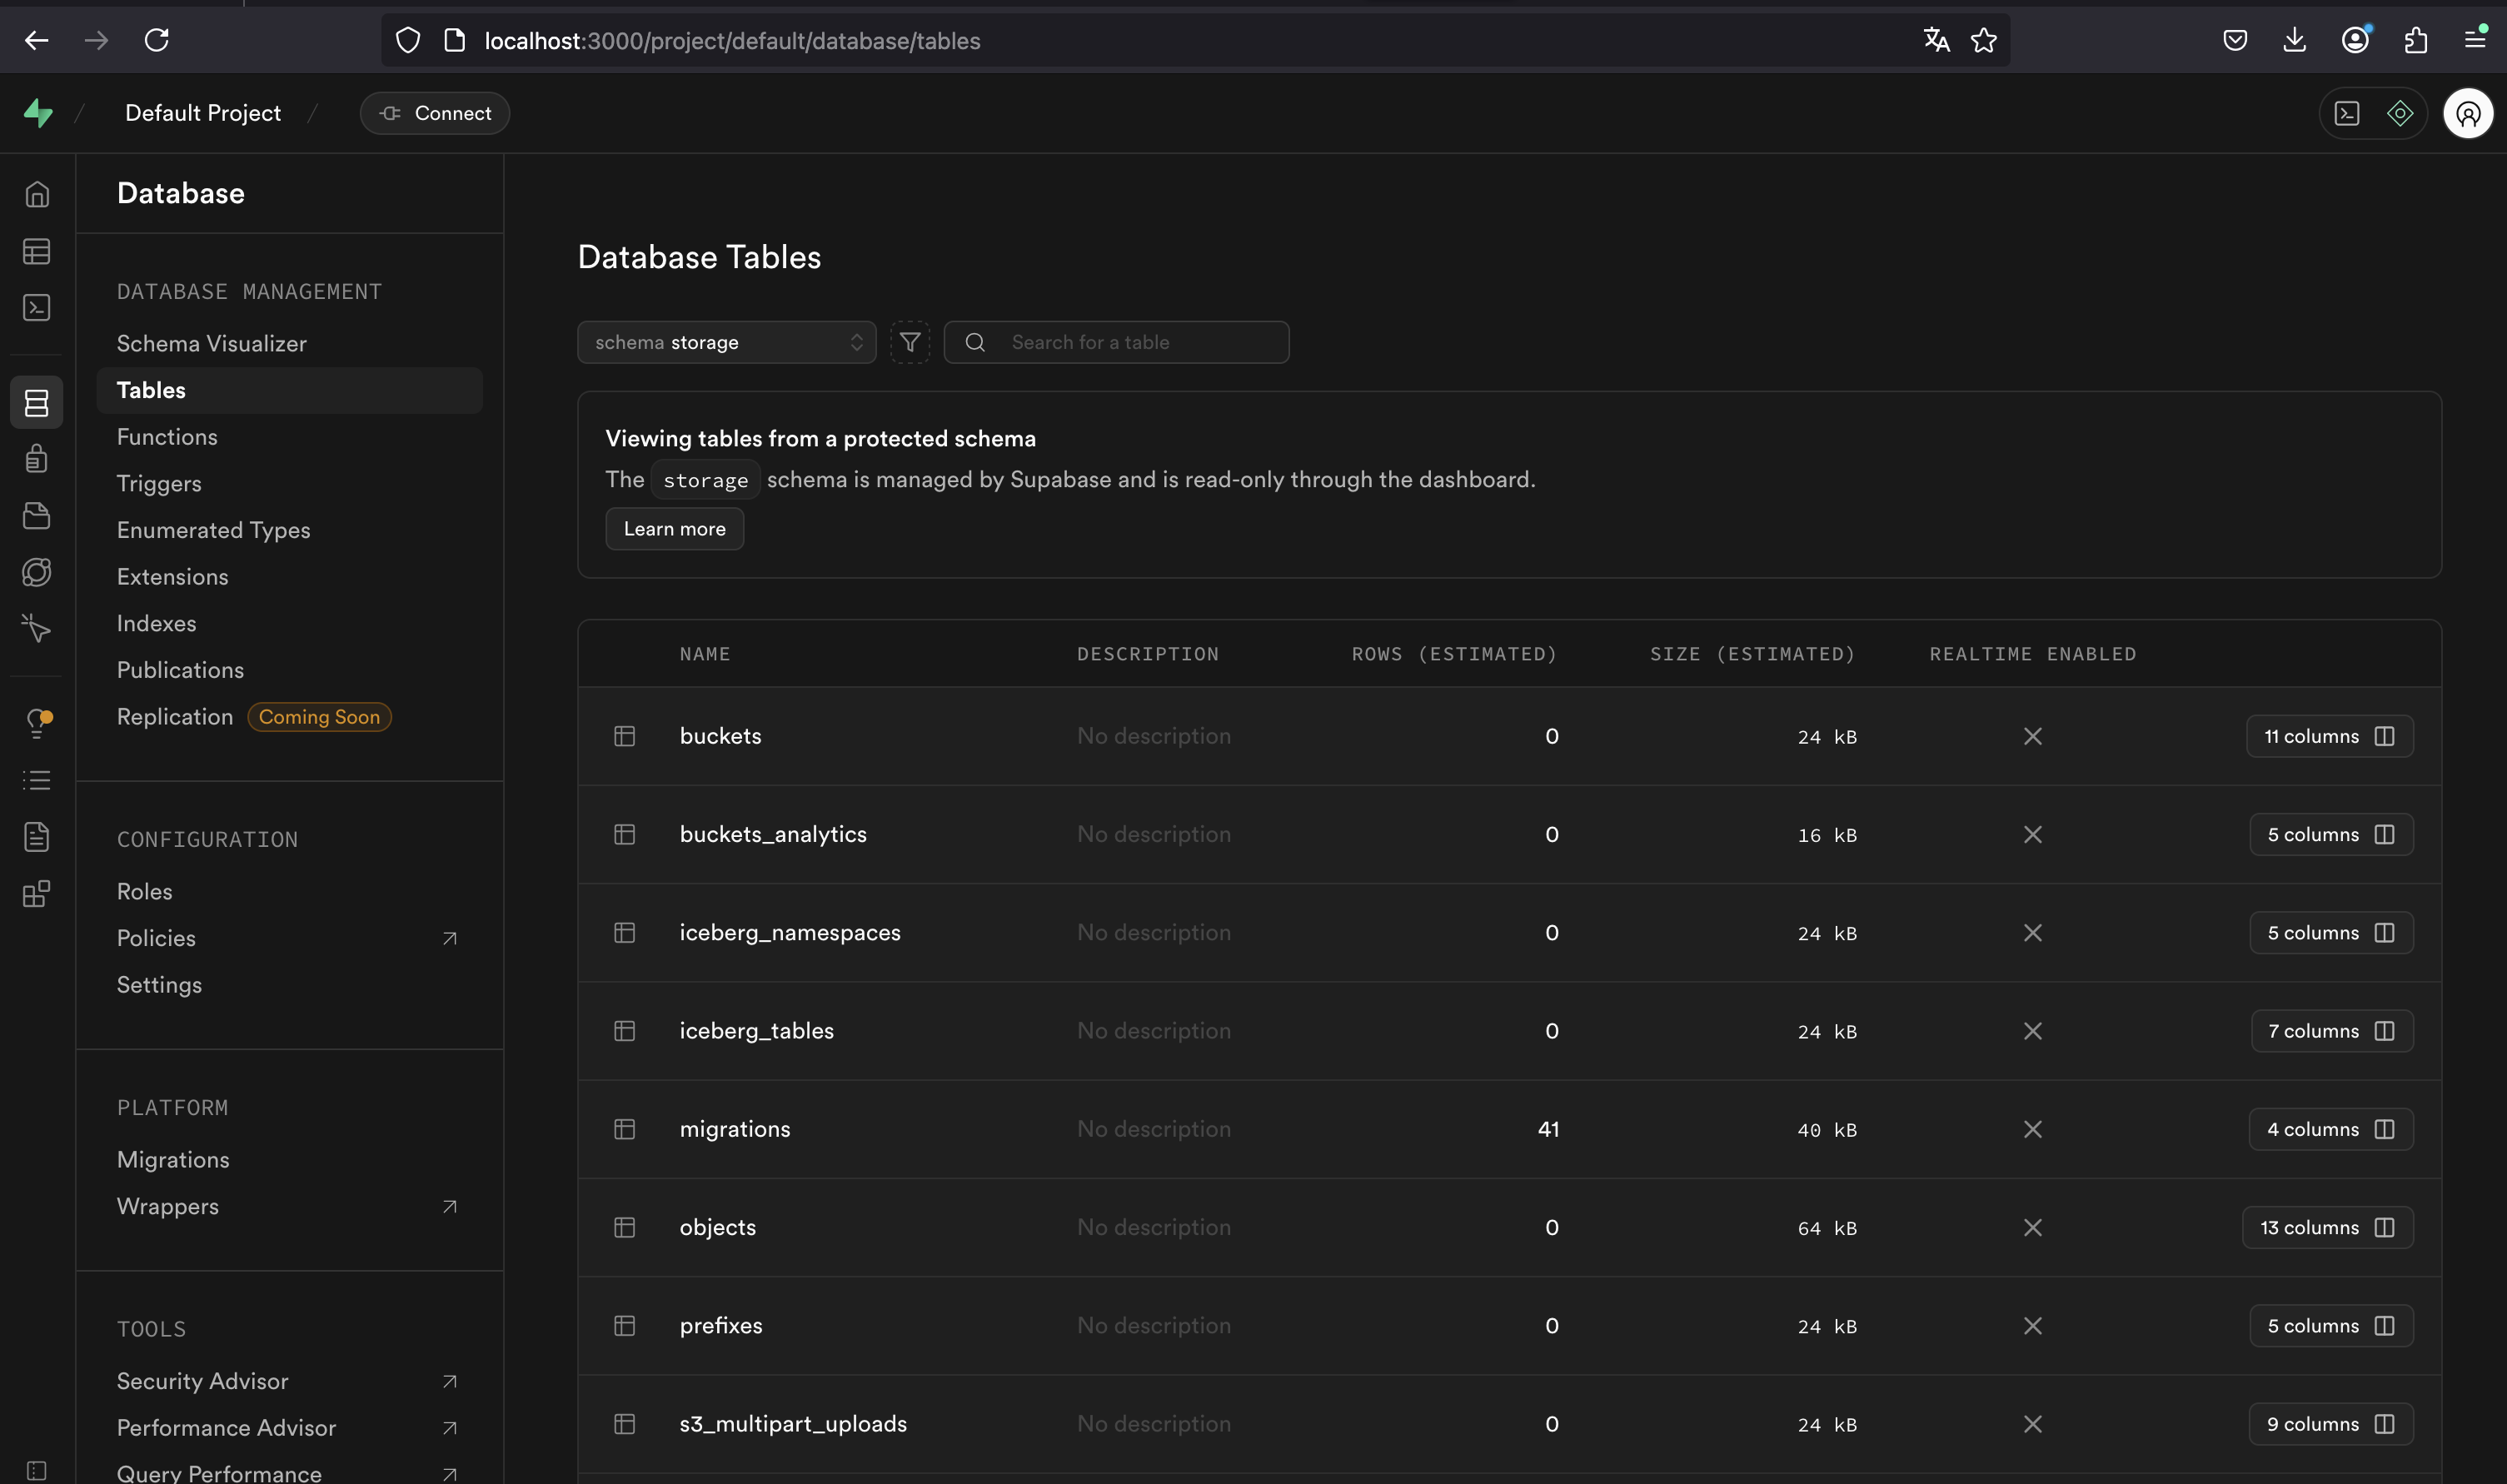 localhost:3000/project/default/database/tables
Default Project
Connect
Database
DATABASE MANAGEMENT
Schema Visualizer
Tables
Functions
Triggers
Enumerated Types
Extensions
Indexes
Publications
Replication Coming Soon
CONFIGURATION
Roles
Policies
Settings
PLATFORM
Migrations
Wrappers
TOOLS
Security Advisor
Performance Advisor
Query Performance
Database Tables
schema storage
Search for a table
Viewing tables from a protected schema
The storage schema is managed by Supabase and is read-only through the dashboard.
Learn more
NAME DESCRIPTION ROWS (ESTIMATED) SIZE (ESTIMATED) REALTIME ENABLED
buckets No description 0 24 kB 11 columns
buckets_analytics No description 0 16 kB 5 columns
iceberg_namespaces No description 0 24 kB 5 columns
iceberg_tables No description 0 24 kB 7 columns
migrations No description 41 40 kB 4 columns
objects No description 0 64 kB 13 columns
prefixes No description 0 24 kB 5 columns
s3_multipart_uploads No description 0 24 kB 9 columns